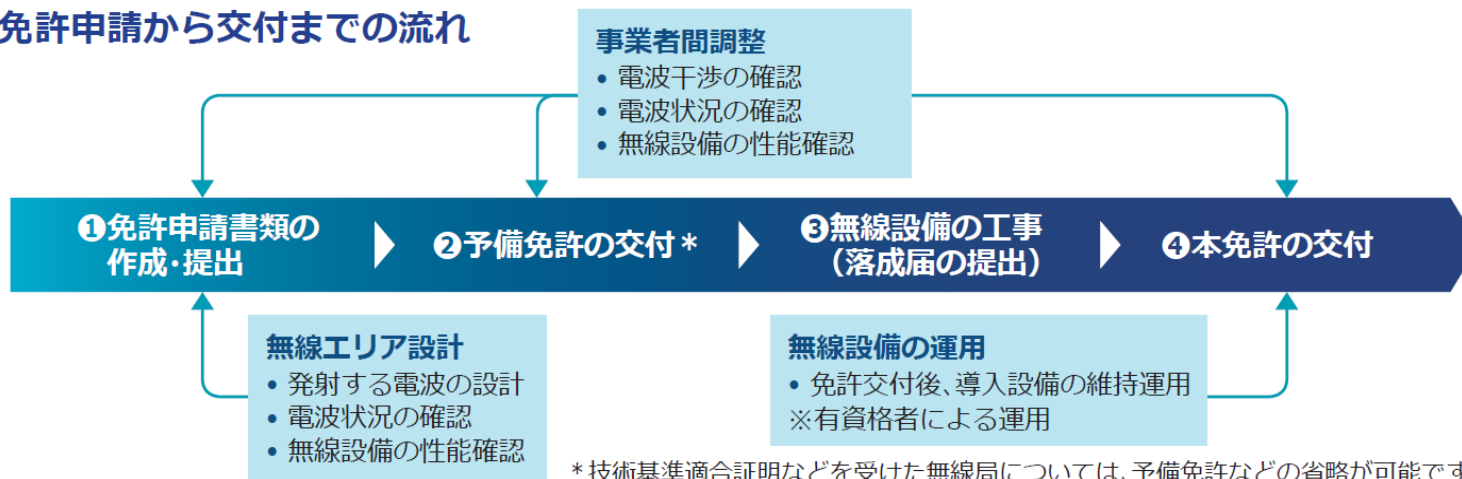 免許申請から交付までの流れ
事業者間調整
• 電波干渉の確認
• 電波状況の確認
• 無線設備の性能確認
❶免許申請書類の
作成・提出
❷予備免許の交付*
❸無線設備の工事
(落成届の提出)
❹本免許の交付
無線エリア設計
• 発射する電波の設計
• 電波状況の確認
• 無線設備の性能確認
無線設備の運用
• 免許交付後、導入設備の維持運用
※有資格者による運用
*技術基準適合証明などを受けた無線局については、予備免許などの省略が可能です